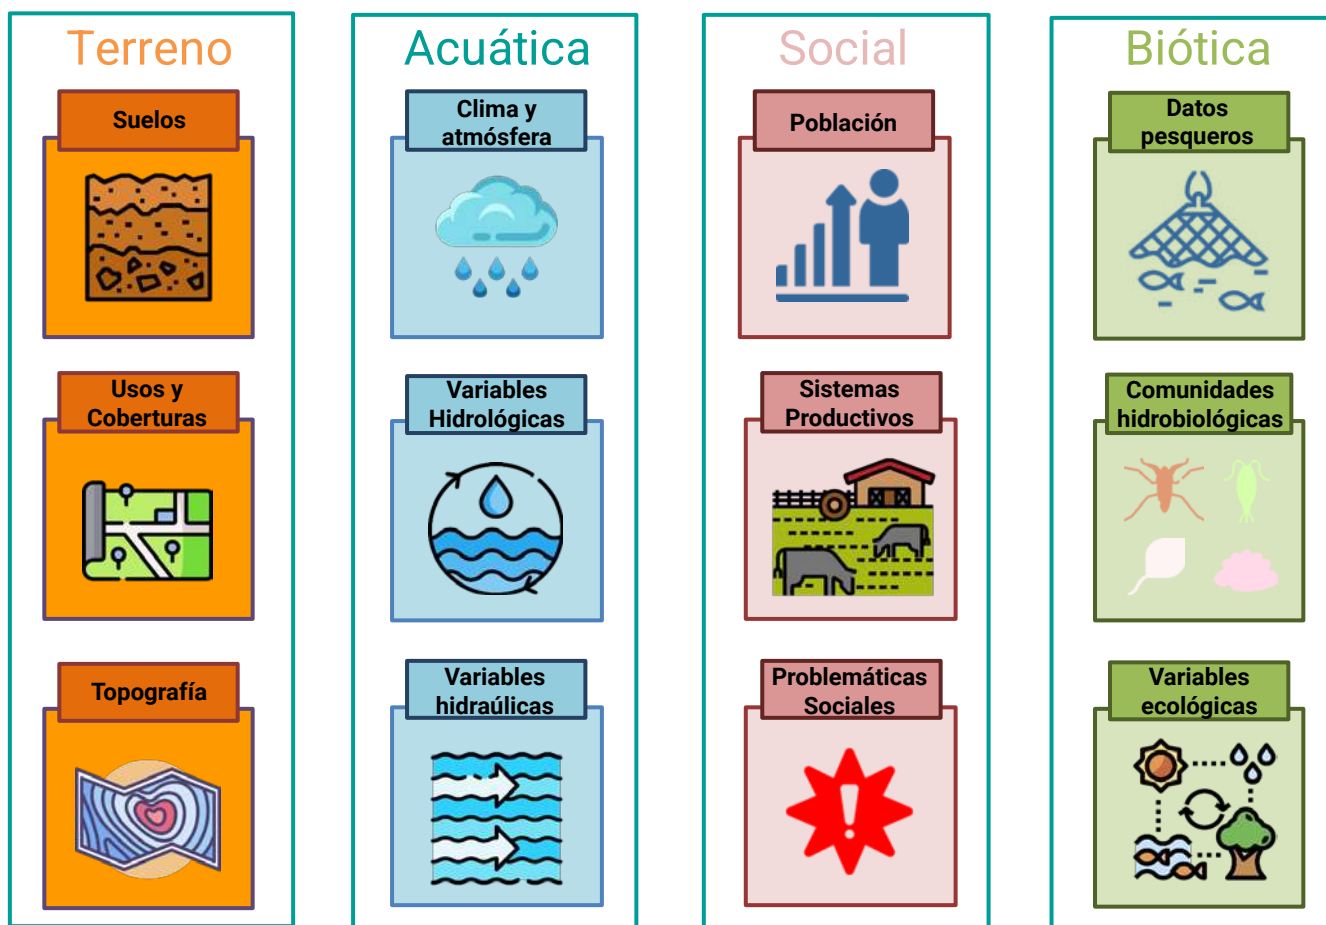 Terreno
Suelos
Usos y
Coberturas
Topografía
Acuática
Clima y
atmósfera
Variables
Hidrológicas
Variables
hidraúlicas
Social
Población
Sistemas
Productivos
Problemáticas
Sociales
Biótica
Datos
pesqueros
Comunidades
hidrobiológicas
Variables
ecológicas